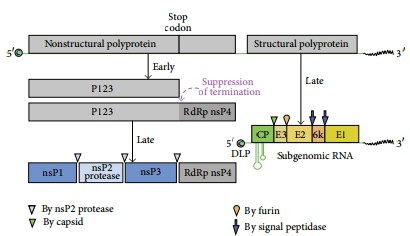 Stop
codon
5′ C Nonstructural polyprotein Structural polyprotein 3′
Early
P123
Suppression
of termination
Late
P123 RdRp nsP4
Late
CP E3 E2 6k E1
5′ C 3′
DLP Subgenomic RNA
nsP1 nsP2 protease nsP3 RdRp nsP4
By nsP2 protease By furin
By capsid By signal peptidase